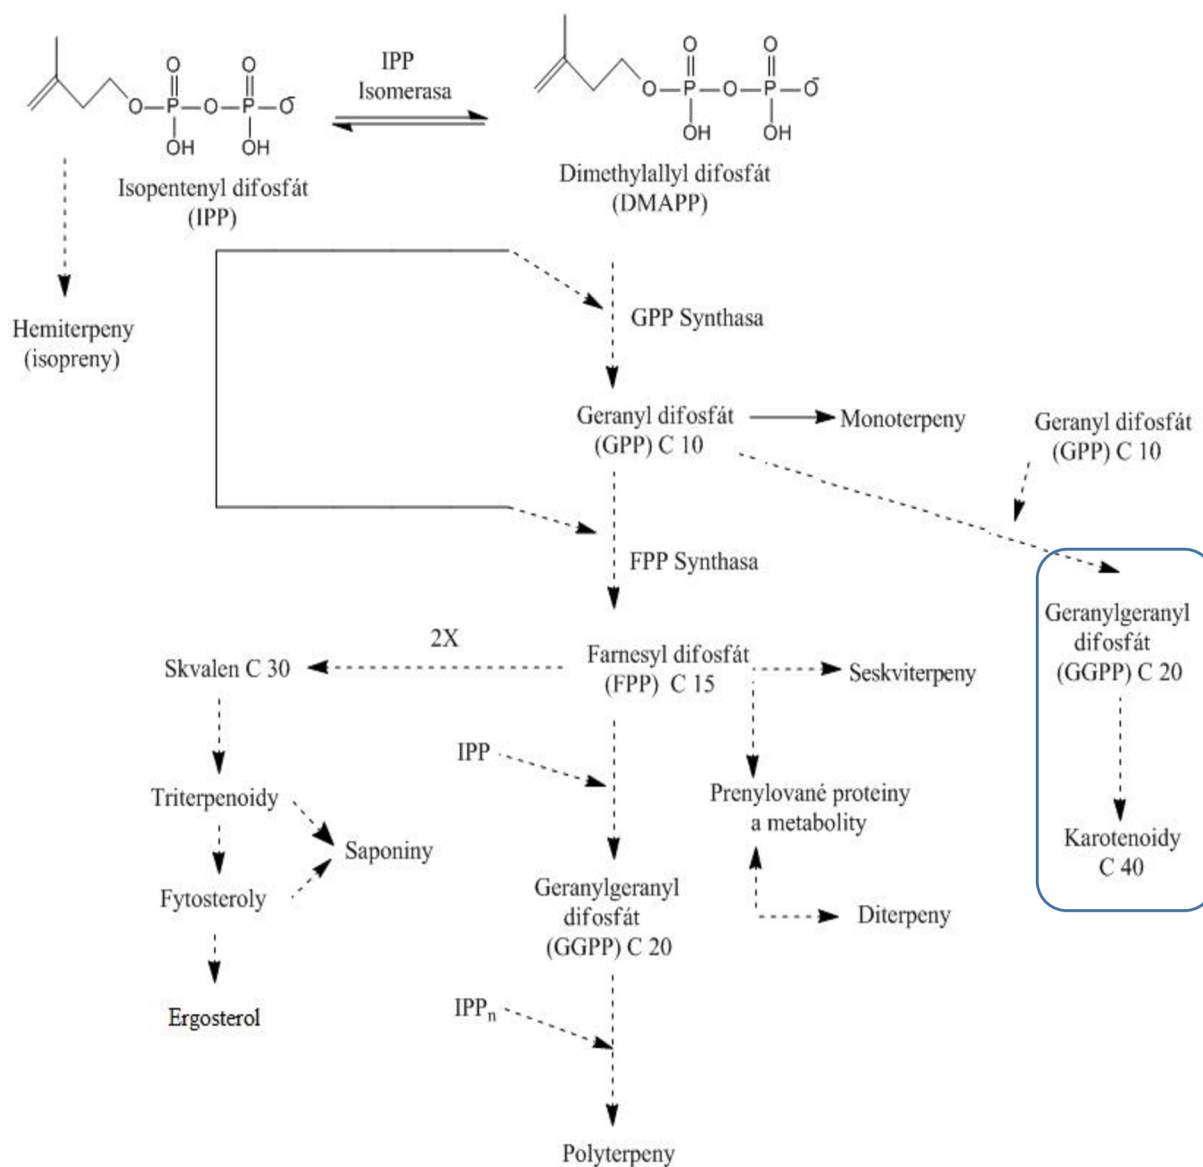 IPP
Isomerasa
Isopentenyl difosfát
(IPP)
Dimethylallyl difosfát
(DMAPP)
O
O
O
P
O
P
O-
OH
OH
O
O
O
P
O
P
O-
OH
OH
Hemiterpeny
(isopreny)
GPP Synthasa
Geranyl difosfát
(GPP) C 10
Monoterpeny
Geranyl difosfát
(GPP) C 10
FPP Synthasa
Geranylgeranyl
difosfát
(GGPP) C 20
Karotenoidy
C 40
2X
Skvalen C 30
Farnesyl difosfát
(FPP) C 15
Seskviterpeny
IPP
Prenylované proteiny
a metabolity
Triterpenoidy
Saponiny
Fytosteroly
Geranylgeranyl
difosfát
(GGPP) C 20
Diterpeny
Ergosterol
IPPn
Polyterpeny